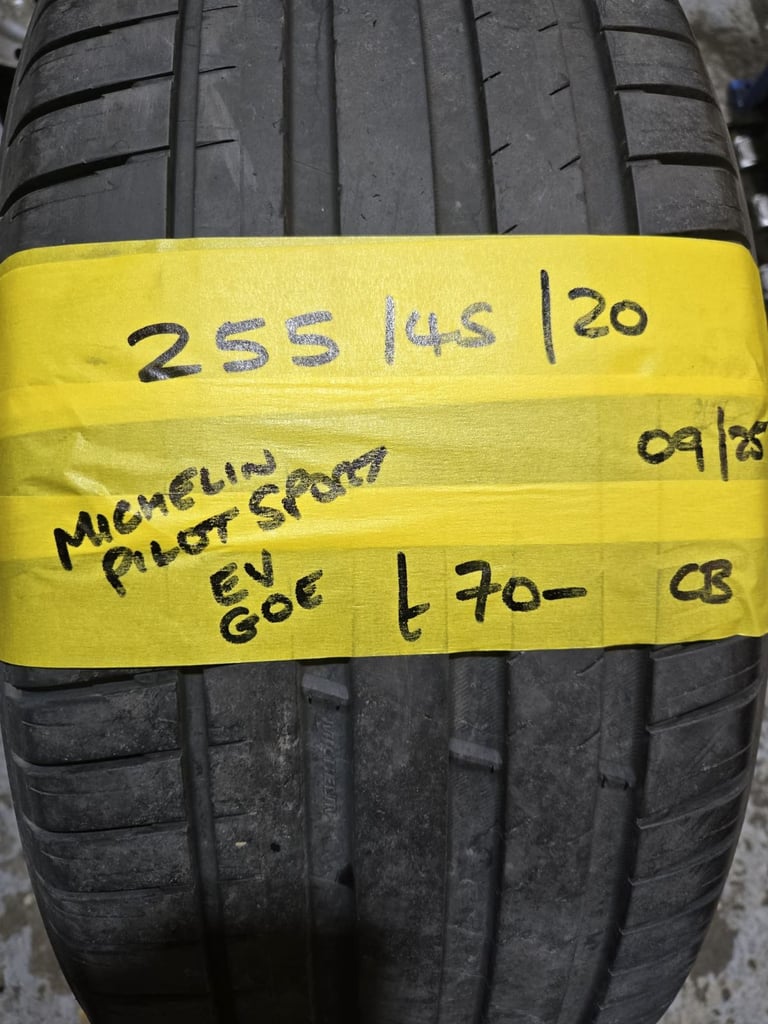 255/45/20
09/25
MICHELIN
PILOT SPORT
EV
GOE
£70-
CB